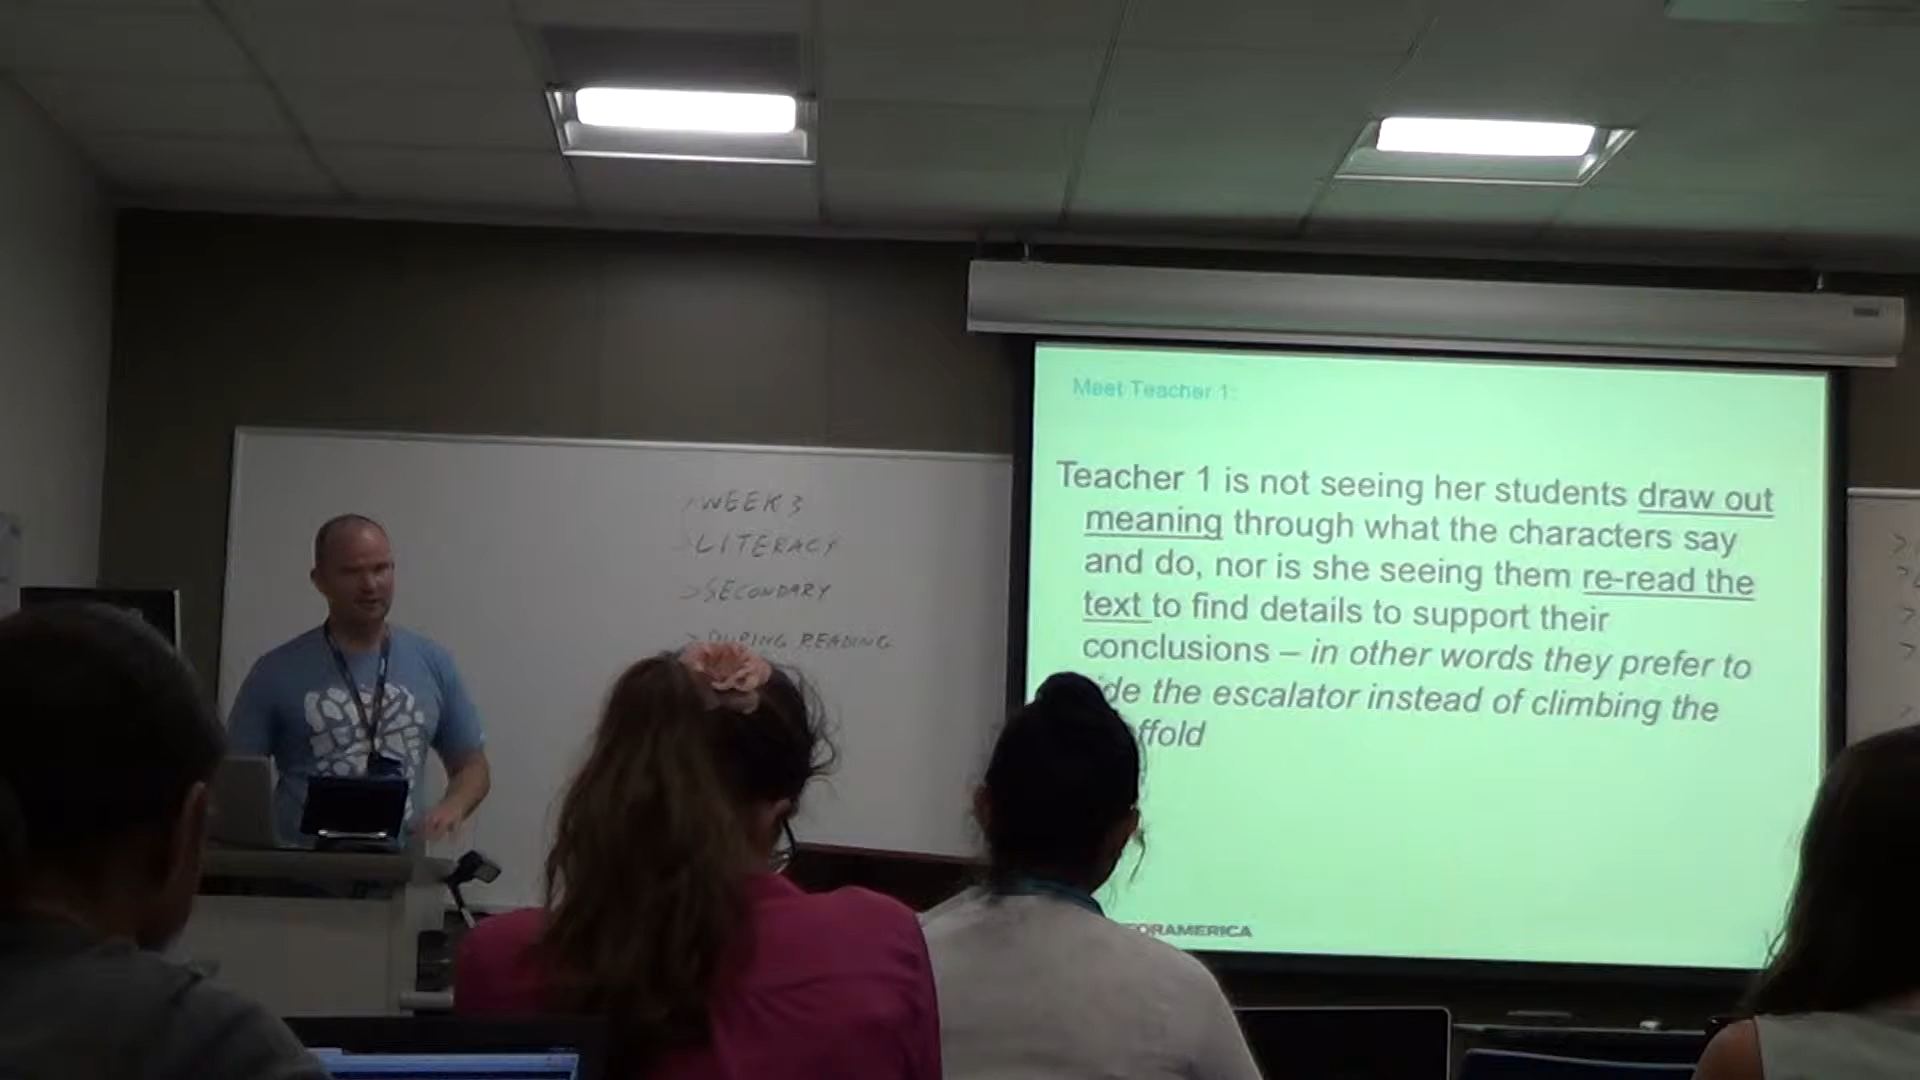 > WEEK 3
> LITERACY
> SECONDARY
> DURING READING
Meet Teacher 1:
Teacher 1 is not seeing her students draw out
meaning through what the characters say
and do, nor is she seeing them re-read the
text to find details to support their
conclusions – in other words they prefer to
ide the escalator instead of climbing the
ffold
ORAMERICA